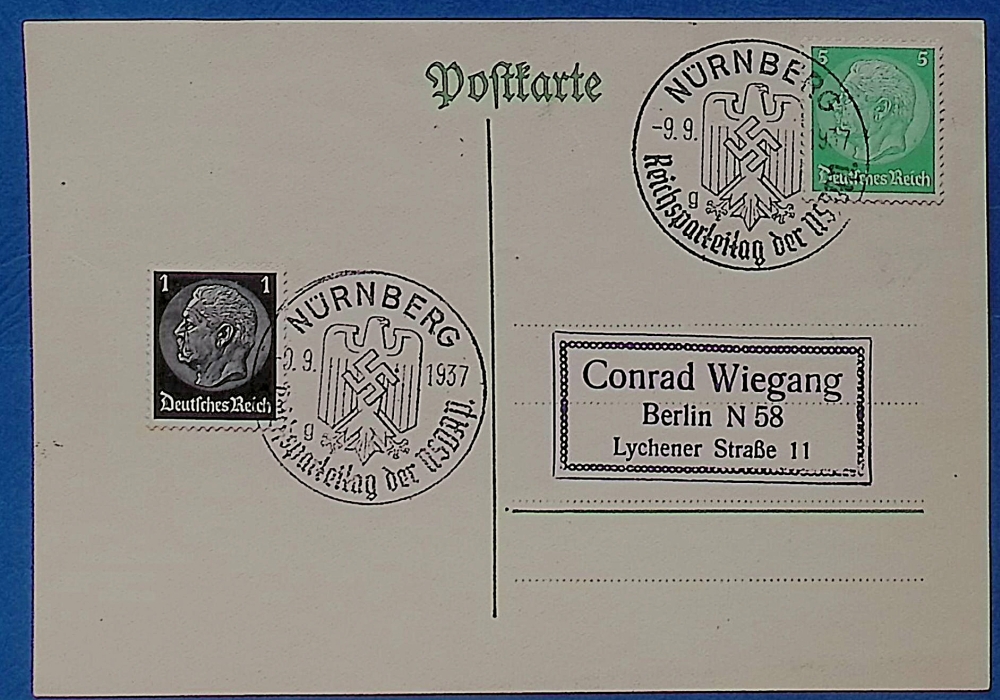 Postkarte
5 5
Deutsches Reich
NÜRNBERG
-9.9. 937
g
Reichsparteitag der NSDAP.
1 1
Deutsches Reich
NÜRNBERG
-9.9. 1937
g
Reichsparteitag der NSDAP.
Conrad Wiegang
Berlin N 58
Lychener Straße 11